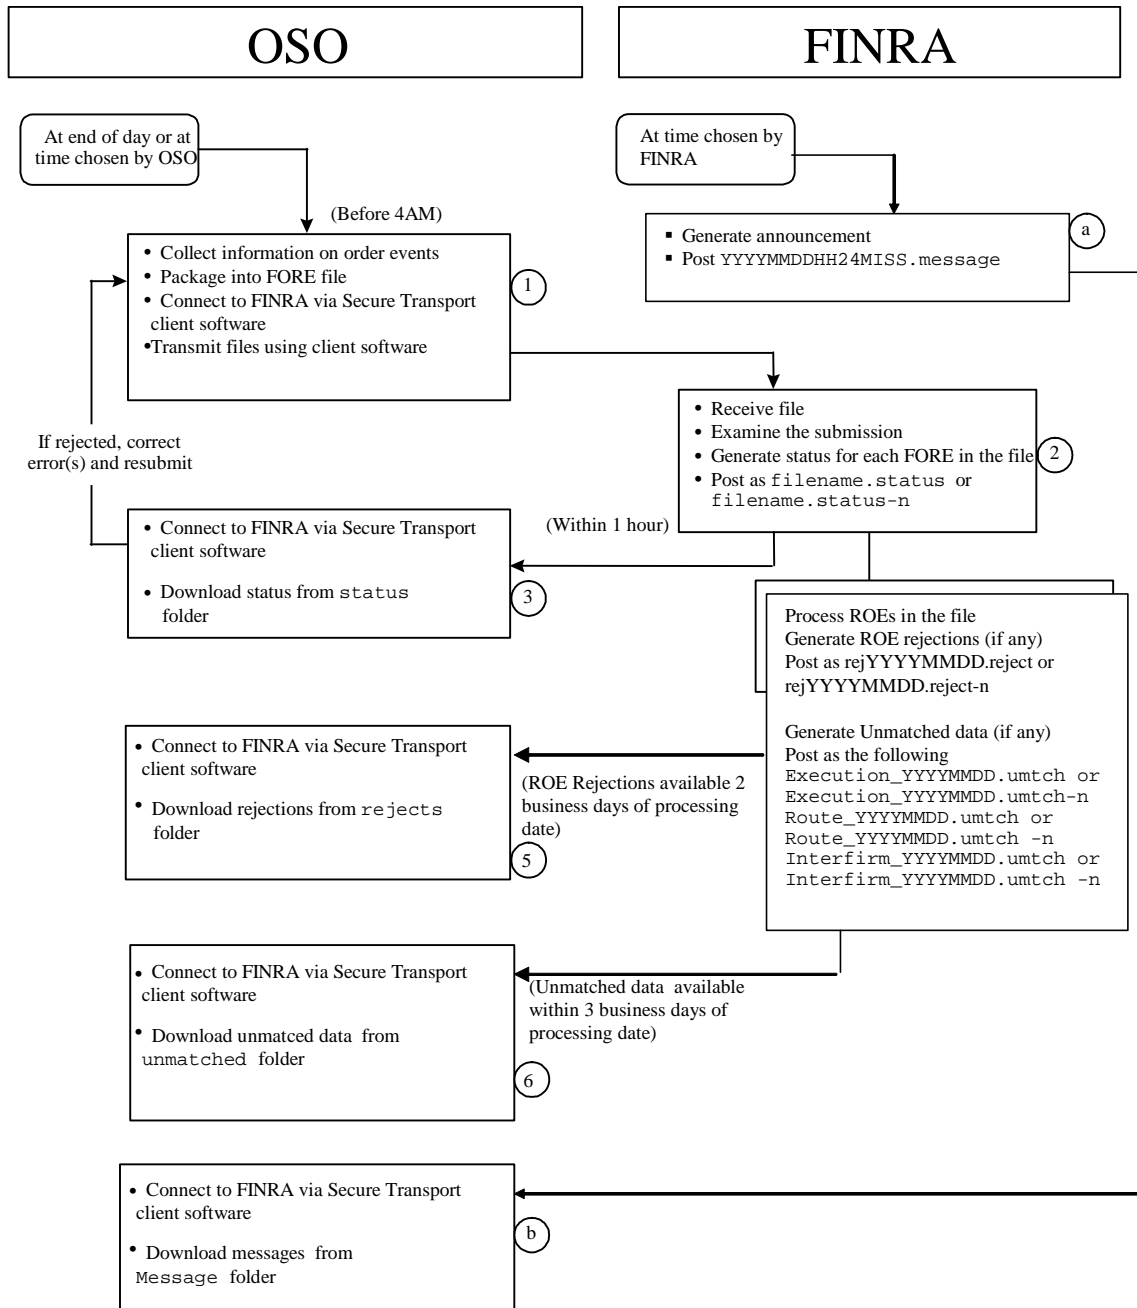 OSO
FINRA
At end of day or at
time chosen by OSO
At time chosen by
FINRA
(Before 4AM)
▪ Generate announcement
▪ Post YYYYMMDDHH24MISS.message
a
• Collect information on order events
• Package into FORE file
• Connect to FINRA via Secure Transport
client software
•Transmit files using client software
1
• Receive file
• Examine the submission
• Generate status for each FORE in the file
• Post as filename.status or
filename.status-n
2
If rejected, correct
error(s) and resubmit
(Within 1 hour)
• Connect to FINRA via Secure Transport
client software
• Download status from status
folder
3
Process ROEs in the file
Generate ROE rejections (if any)
Post as rejYYYYMMDD.reject or
rejYYYYMMDD.reject-n
Generate Unmatched data (if any)
Post as the following
Execution_YYYYMMDD.umtch or
Execution_YYYYMMDD.umtch-n
Route_YYYYMMDD.umtch or
Route_YYYYMMDD.umtch -n
Interfirm_YYYYMMDD.umtch or
Interfirm_YYYYMMDD.umtch -n
• Connect to FINRA via Secure Transport
client software
• Download rejections from rejects
folder
5
(ROE Rejections available 2
business days of processing
date)
• Connect to FINRA via Secure Transport
client software
• Download unmatced data from
unmatched folder
6
(Unmatched data available
within 3 business days of
processing date)
• Connect to FINRA via Secure Transport
client software
• Download messages from
Message folder
b